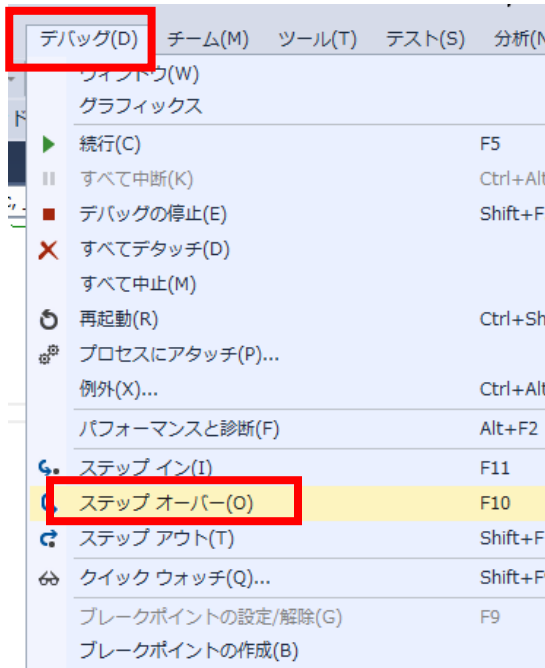 デバッグ(D) チーム(M) ツール(T) テスト(S) 分析(N
ウィンドウ(W)
グラフィックス
ド
続行(C) F5
すべて中断(K) Ctrl+Alt
デバッグの停止(E) Shift+F
すべてデタッチ(D)
すべて中止(M)
再起動(R) Ctrl+Sh
プロセスにアタッチ(P)...
例外(X)... Ctrl+Alt
パフォーマンスと診断(F) Alt+F2
ステップ イン(I) F11
ステップ オーバー(O) F10
ステップ アウト(T) Shift+F
クイック ウォッチ(Q)... Shift+F
ブレークポイントの設定/解除(G) F9
ブレークポイントの作成(B)